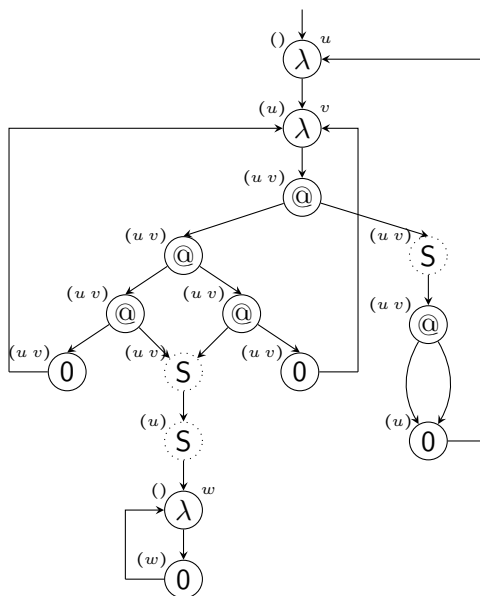 () u
λ
(u) v
λ
(u v)
@
(u v) (u v)
@ S
(u v) (u v) (u v)
@ @ @
(u v) (u v) (u v)
0 S 0
(u) (u)
S 0
() w
λ
(w)
0